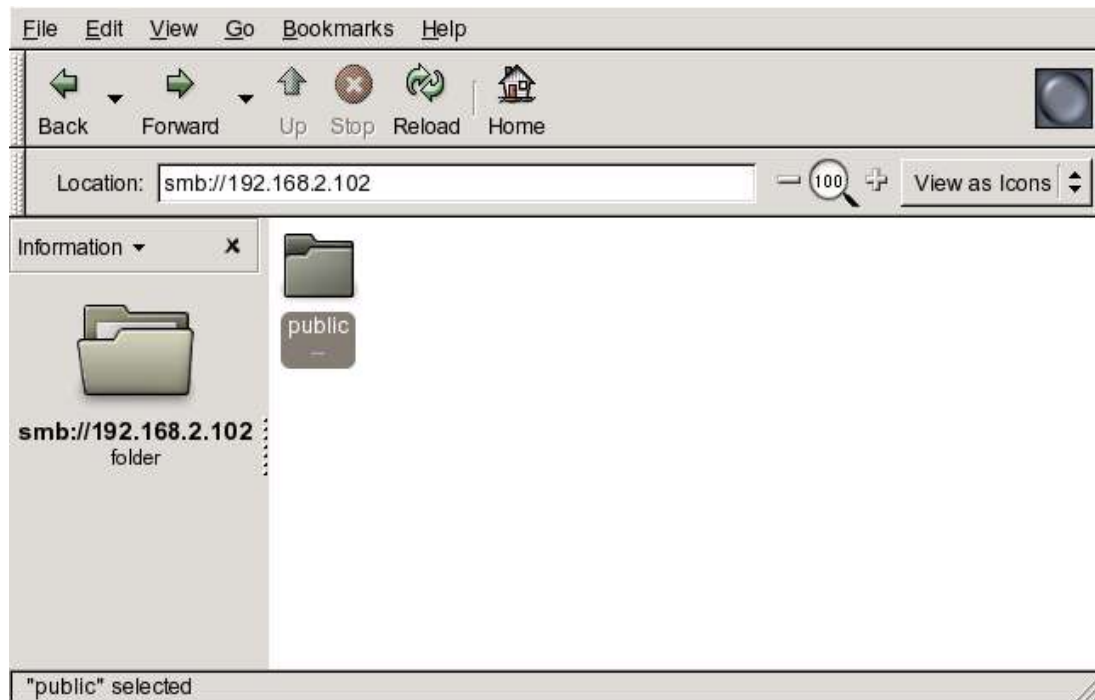 File Edit View Go Bookmarks Help
Back Forward Up Stop Reload Home
Location: smb://192.168.2.102 100 View as Icons
Information
public
--
smb://192.168.2.102
folder
"public" selected